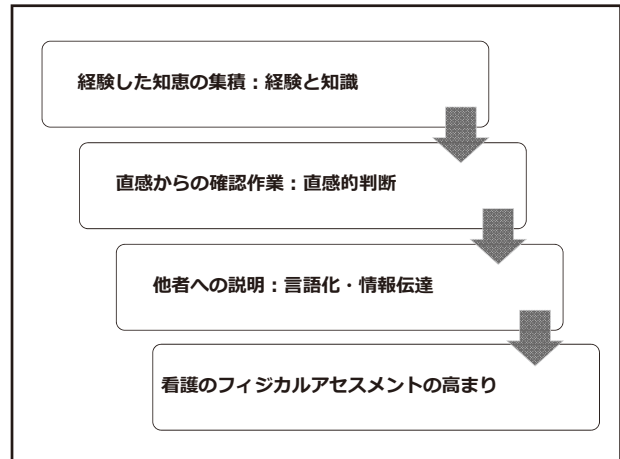 経験した知恵の集積：経験と知識
直感からの確認作業：直感的判断
他者への説明：言語化・情報伝達
看護のフィジカルアセスメントの高まり